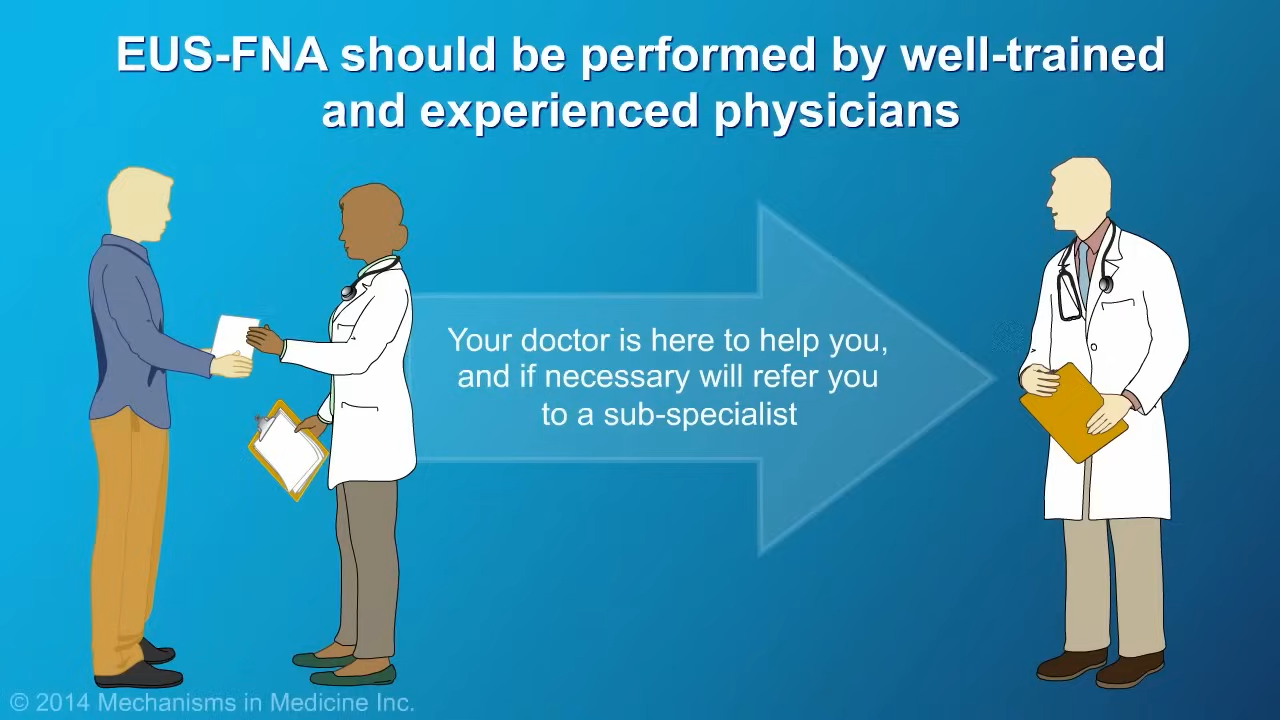 EUS-FNA should be performed by well-trained
and experienced physicians
Your doctor is here to help you,
and if necessary will refer you
to a sub-specialist
© 2014 Mechanisms in Medicine Inc.